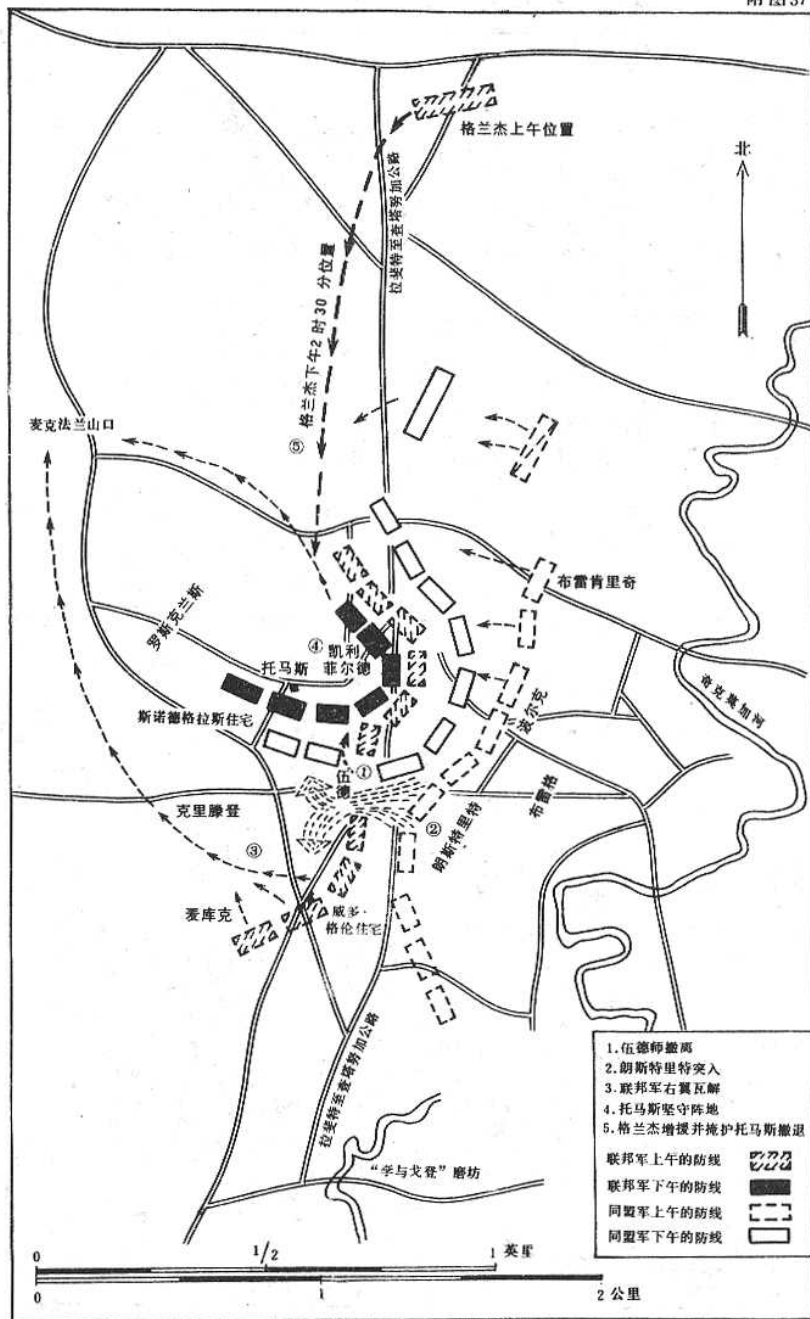 附图37
格兰杰上午位置
北
拉斐特至查塔努加公路
格兰杰下午2时30分位置
⑤
麦克法兰山口
布雷肯里奇
罗斯克兰斯
④
凯利
托马斯 菲尔德
波尔克
奇克莫加河
斯诺德格拉斯住宅
①
伍德
布雷格
克里滕登
②
朗斯特里特
③
麦库克
威多·
格伦住宅
拉斐特至查塔努加公路
“李与戈登”磨坊
1.伍德师撤离
2.朗斯特里特突入
3.联邦军右翼瓦解
4.托马斯坚守阵地
5.格兰杰增援并掩护托马斯撤退
联邦军上午的防线
联邦军下午的防线
同盟军上午的防线
同盟军下午的防线
0 1/2 1 英里
0 1 2 公里